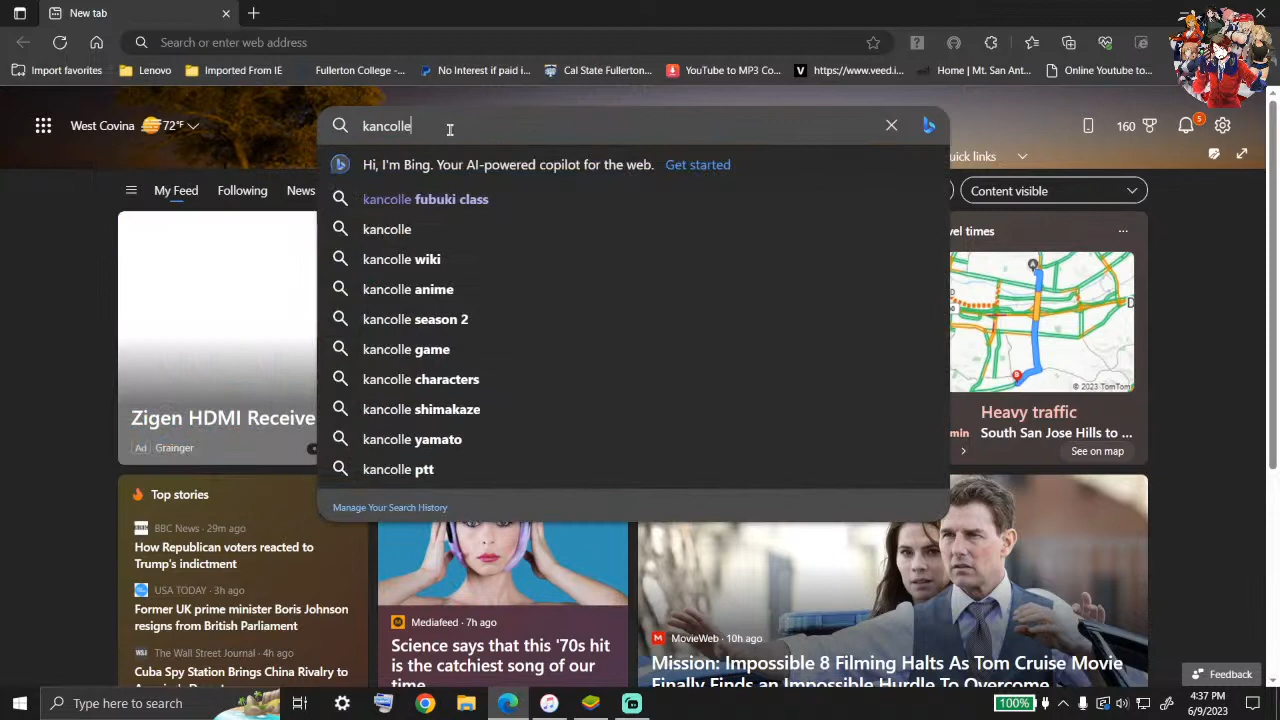 New tab
Search or enter web address
Import favorites
Lenovo
Imported From IE
Fullerton College -...
No Interest if paid i...
Cal State Fullerton...
YouTube to MP3 Co...
https://www.veed.i...
Home | Mt. San Ant...
Online Youtube to...
West Covina
72°F
kancolle
160
5
Hi, I'm Bing. Your AI-powered copilot for the web. Get started
uick links
My Feed
Following
News
Content visible
kancolle fubuki class
kancolle
kancolle wiki
kancolle anime
kancolle season 2
kancolle game
kancolle characters
kancolle shimakaze
kancolle yamato
kancolle ptt
Manage Your Search History
vel times
© 2023 TomTom
Heavy traffic
min
South San Jose Hills to ...
See on map
Zigen HDMI Receive
Ad
Grainger
Top stories
BBC News · 29m ago
How Republican voters reacted to
Trump's indictment
USA TODAY · 3h ago
Former UK prime minister Boris Johnson
resigns from British Parliament
The Wall Street Journal · 4h ago
Cuba Spy Station Brings China Rivalry to
Mediafeed · 7h ago
Science says that this '70s hit
is the catchiest song of our
time
MovieWeb · 10h ago
Mission: Impossible 8 Filming Halts As Tom Cruise Movie
Finally Finds an Impossible Hurdle To Overcome
Feedback
Type here to search
100%
4:37 PM
6/9/2023